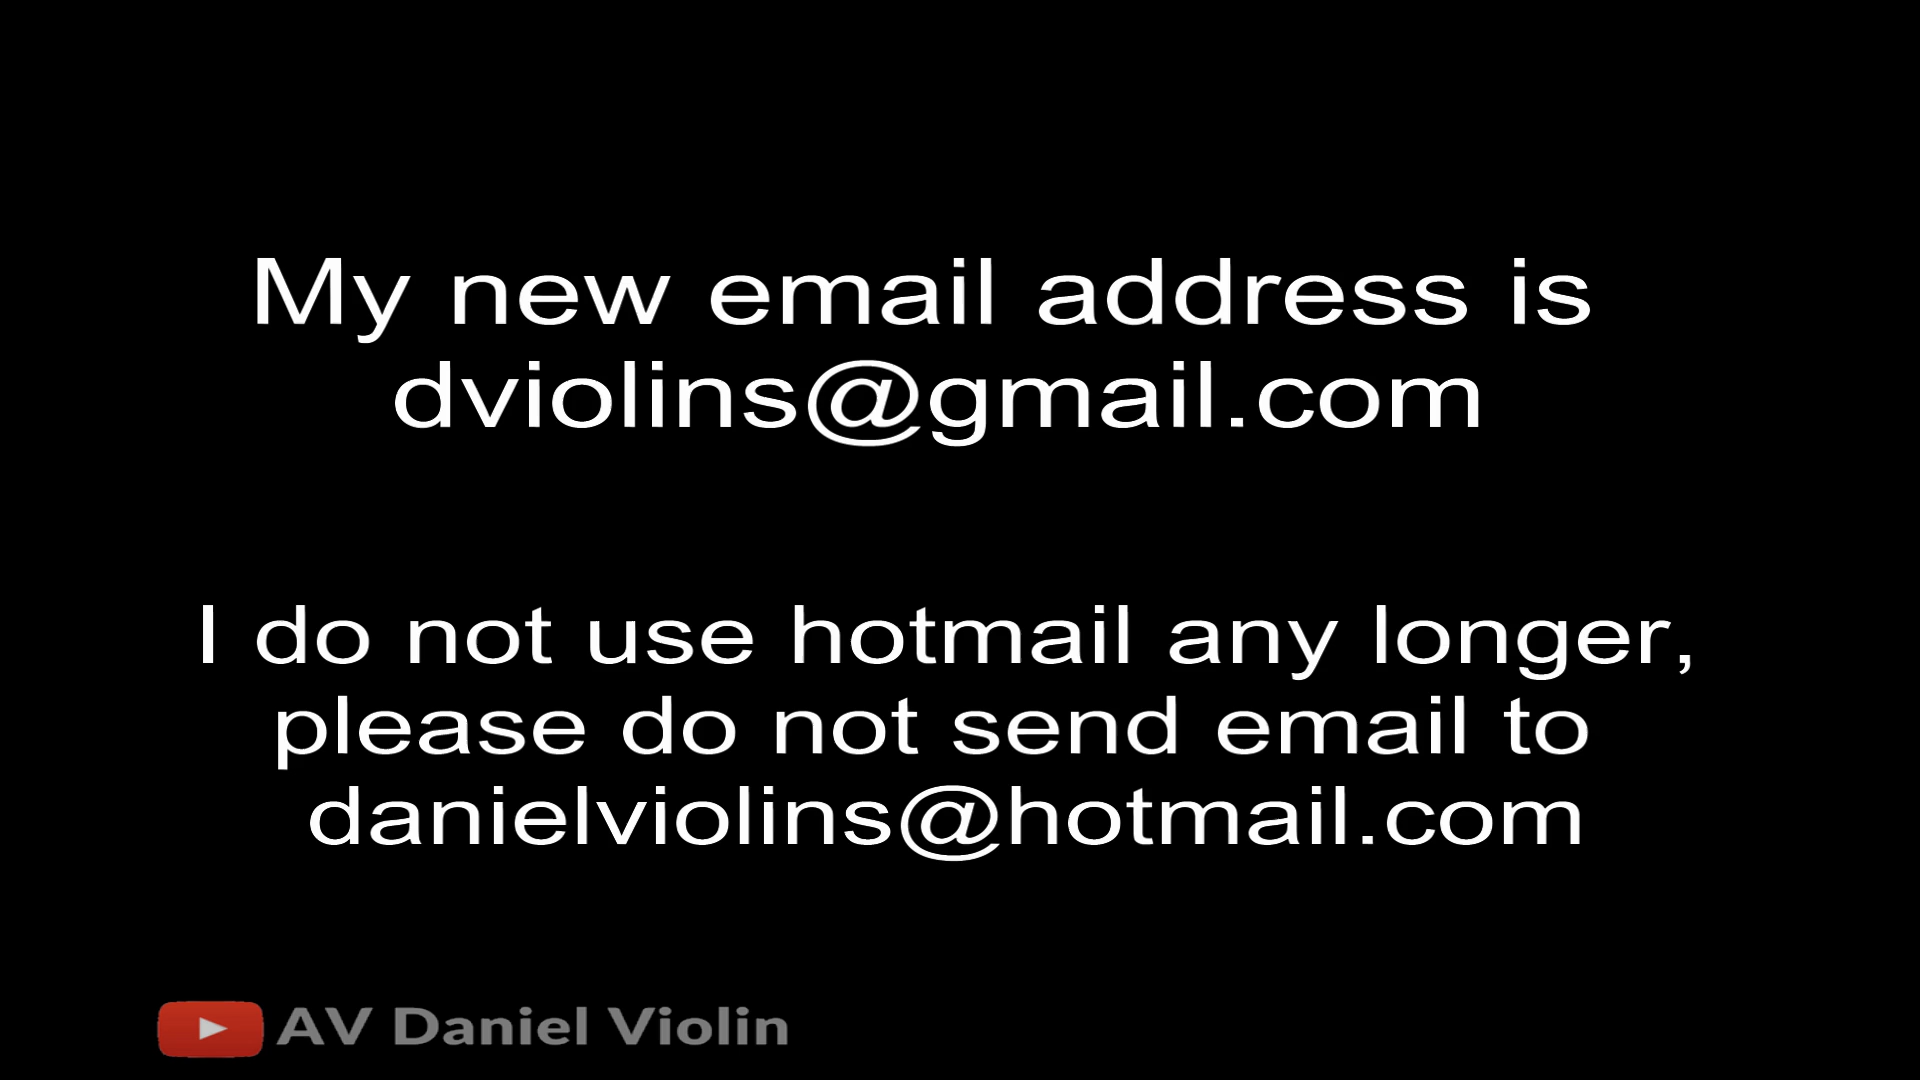 My new email address is
dviolins@gmail.com
I do not use hotmail any longer,
please do not send email to
danielviolins@hotmail.com
AV Daniel Violin